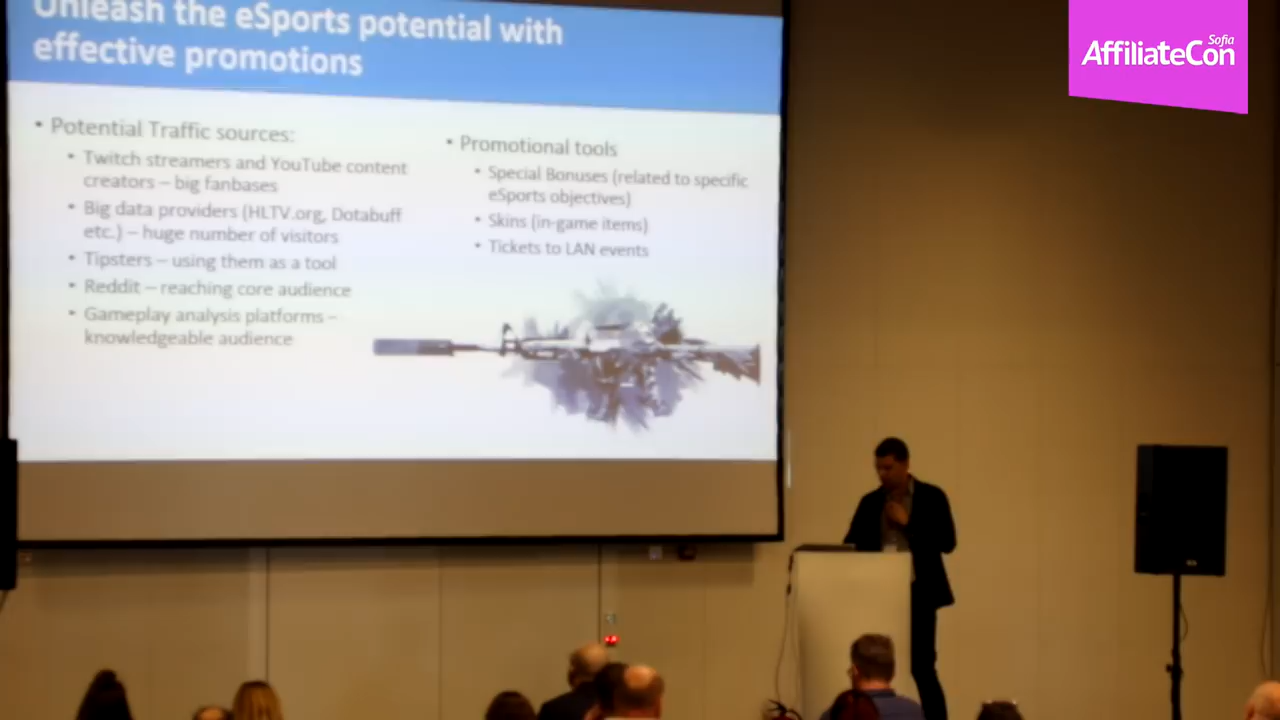 Unleash the eSports potential with
effective promotions
• Potential Traffic sources:
• Twitch streamers and YouTube content
creators – big fanbases
• Big data providers (HLTV.org, Dotabuff
etc.) – huge number of visitors
• Tipsters – using them as a tool
• Reddit – reaching core audience
• Gameplay analysis platforms –
knowledgeable audience
• Promotional tools
• Special Bonuses (related to specific
eSports objectives)
• Skins (in-game items)
• Tickets to LAN events
Sofia
AffiliateCon